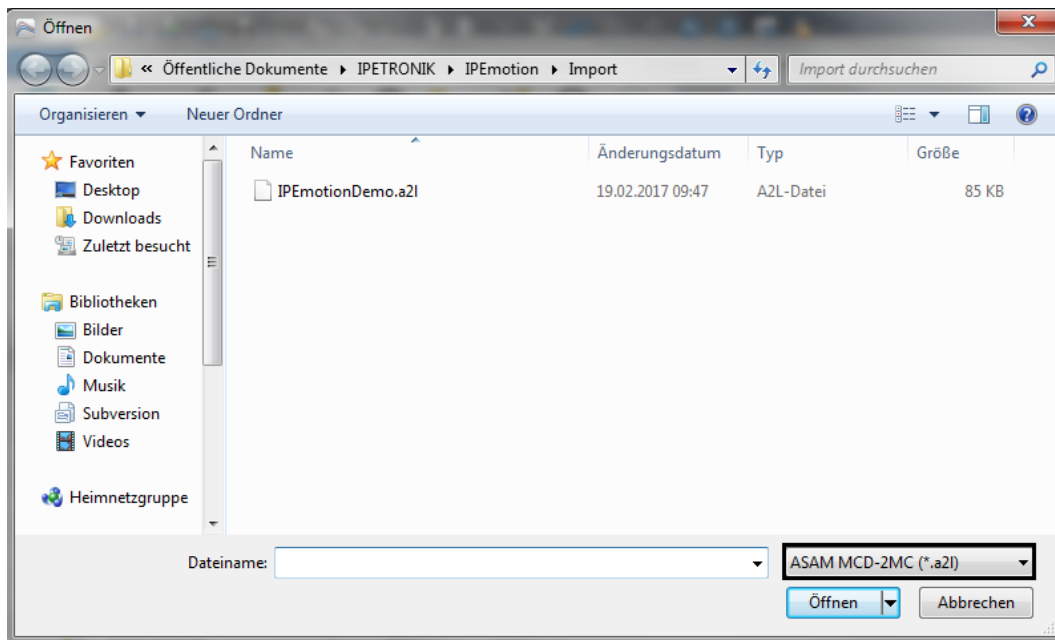 Öffnen
« Öffentliche Dokumente IPETRONIK IPEmotion Import
Import durchsuchen
Organisieren Neuer Ordner
Name Änderungsdatum Typ Größe
IPEmotionDemo.a2l 19.02.2017 09:47 A2L-Datei 85 KB
Favoriten
Desktop
Downloads
Zuletzt besucht
Bibliotheken
Bilder
Dokumente
Musik
Subversion
Videos
Heimnetzgruppe
Dateiname: ASAM MCD-2MC (*.a2l)
Öffnen Abbrechen